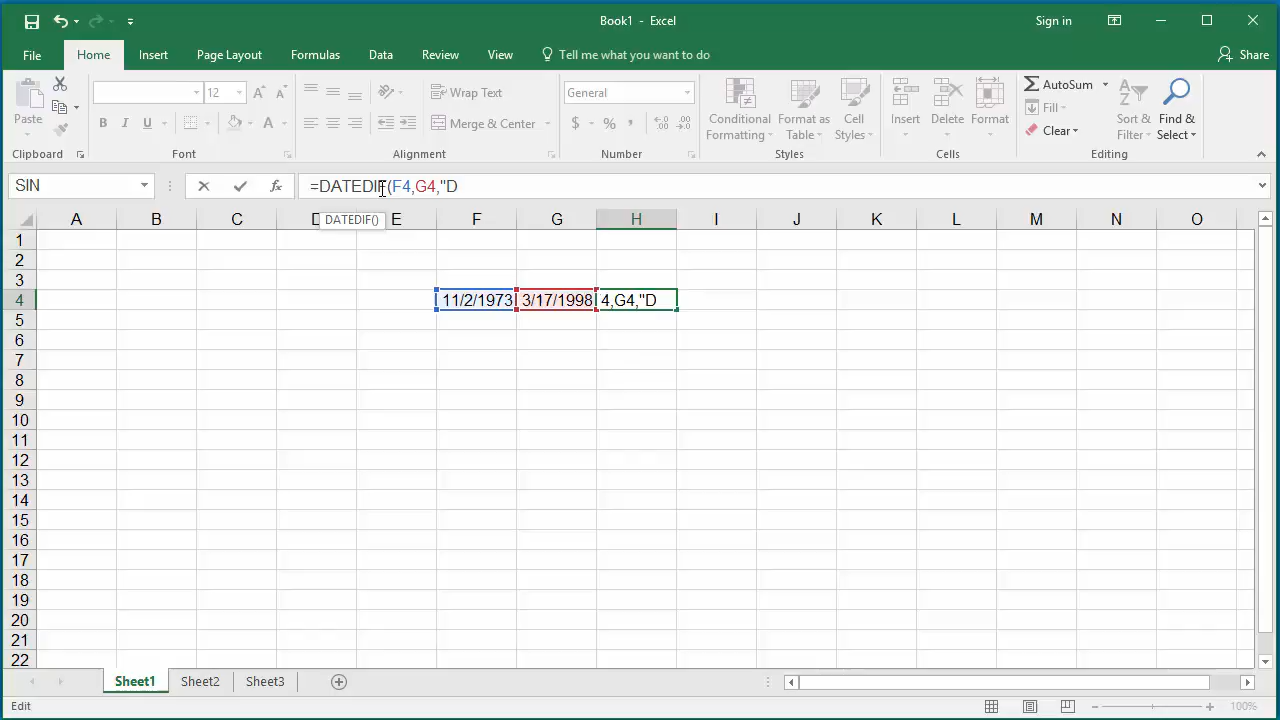 Book1 - Excel
Sign in
File Home Insert Page Layout Formulas Data Review View Tell me what you want to do Share
Paste
12
B I U A
Wrap Text
Merge & Center
General
$ % ,
Conditional Formatting
Format as Table
Cell Styles
Insert
Delete
Format
AutoSum
Fill
Clear
Sort & Filter
Find & Select
Clipboard Font Alignment Number Styles Cells Editing
SIN fx =DATEDIF(F4,G4,"D
DATEDIF()
A B C D E F G H I J K L M N O
1
2
3
4 11/2/1973 3/17/1998 4,G4,"D
5
6
7
8
9
10
11
12
13
14
15
16
17
18
19
20
21
22
Sheet1 Sheet2 Sheet3
Edit 100%